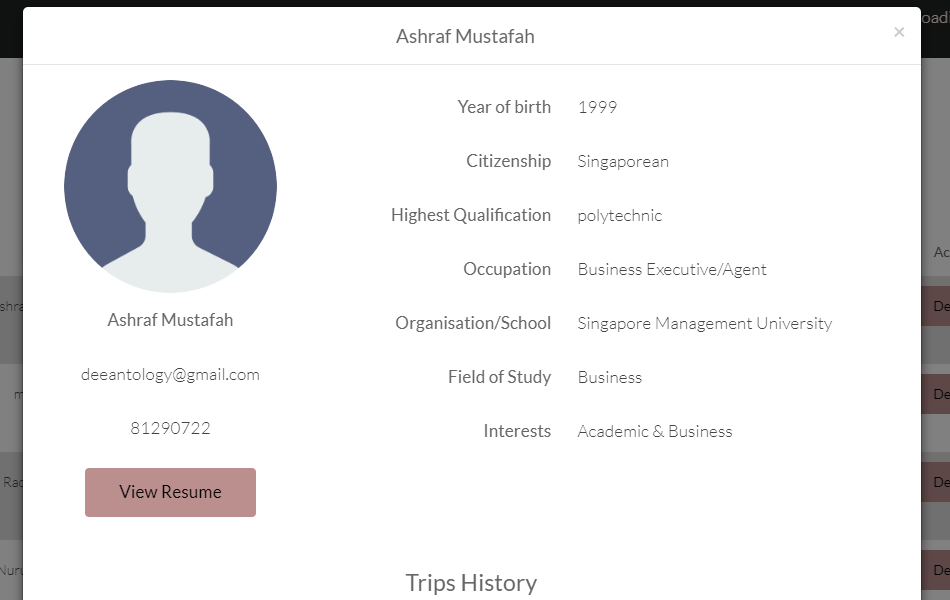 Ashraf Mustafah
×
Year of birth 1999
Citizenship Singaporean
Highest Qualification polytechnic
Occupation Business Executive/Agent
Organisation/School Singapore Management University
Field of Study Business
Interests Academic & Business
Ashraf Mustafah
deeantology@gmail.com
81290722
View Resume
Trips History